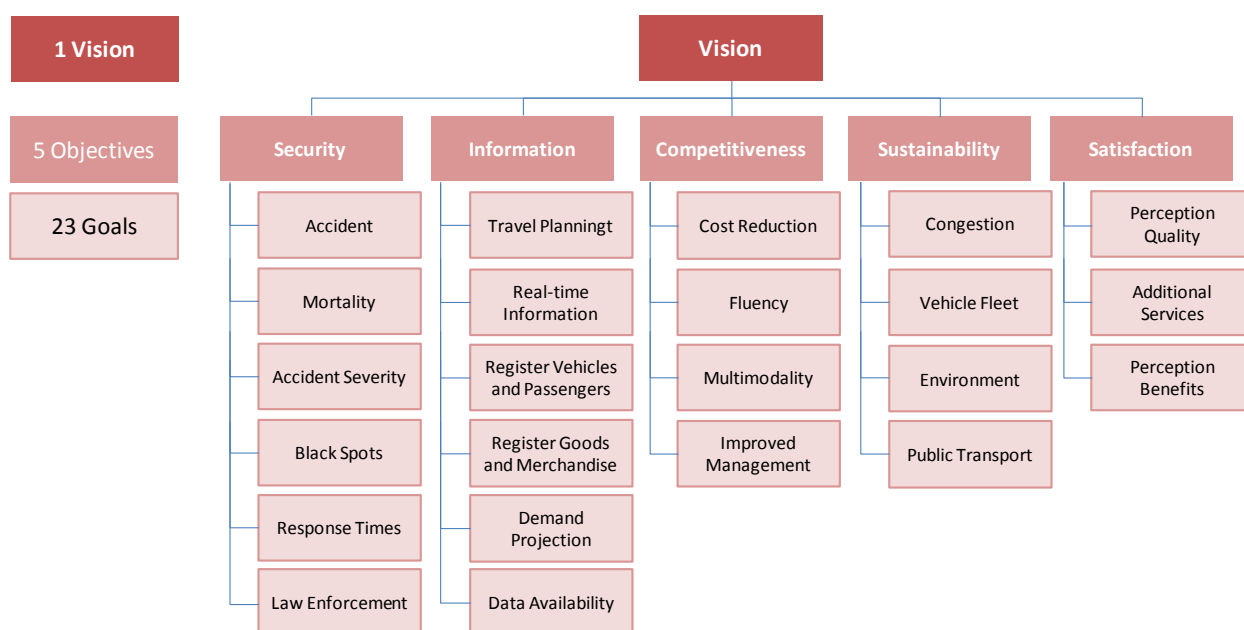 1 Vision
Vision
5 Objectives
Security
Information
Competitiveness
Sustainability
Satisfaction
23 Goals
Accident
Mortality
Accident Severity
Black Spots
Response Times
Law Enforcement
Travel Planningt
Real-time
Information
Register Vehicles
and Passengers
Register Goods
and Merchandise
Demand
Projection
Data Availability
Cost Reduction
Fluency
Multimodality
Improved
Management
Congestion
Vehicle Fleet
Environment
Public Transport
Perception
Quality
Additional
Services
Perception
Benefits